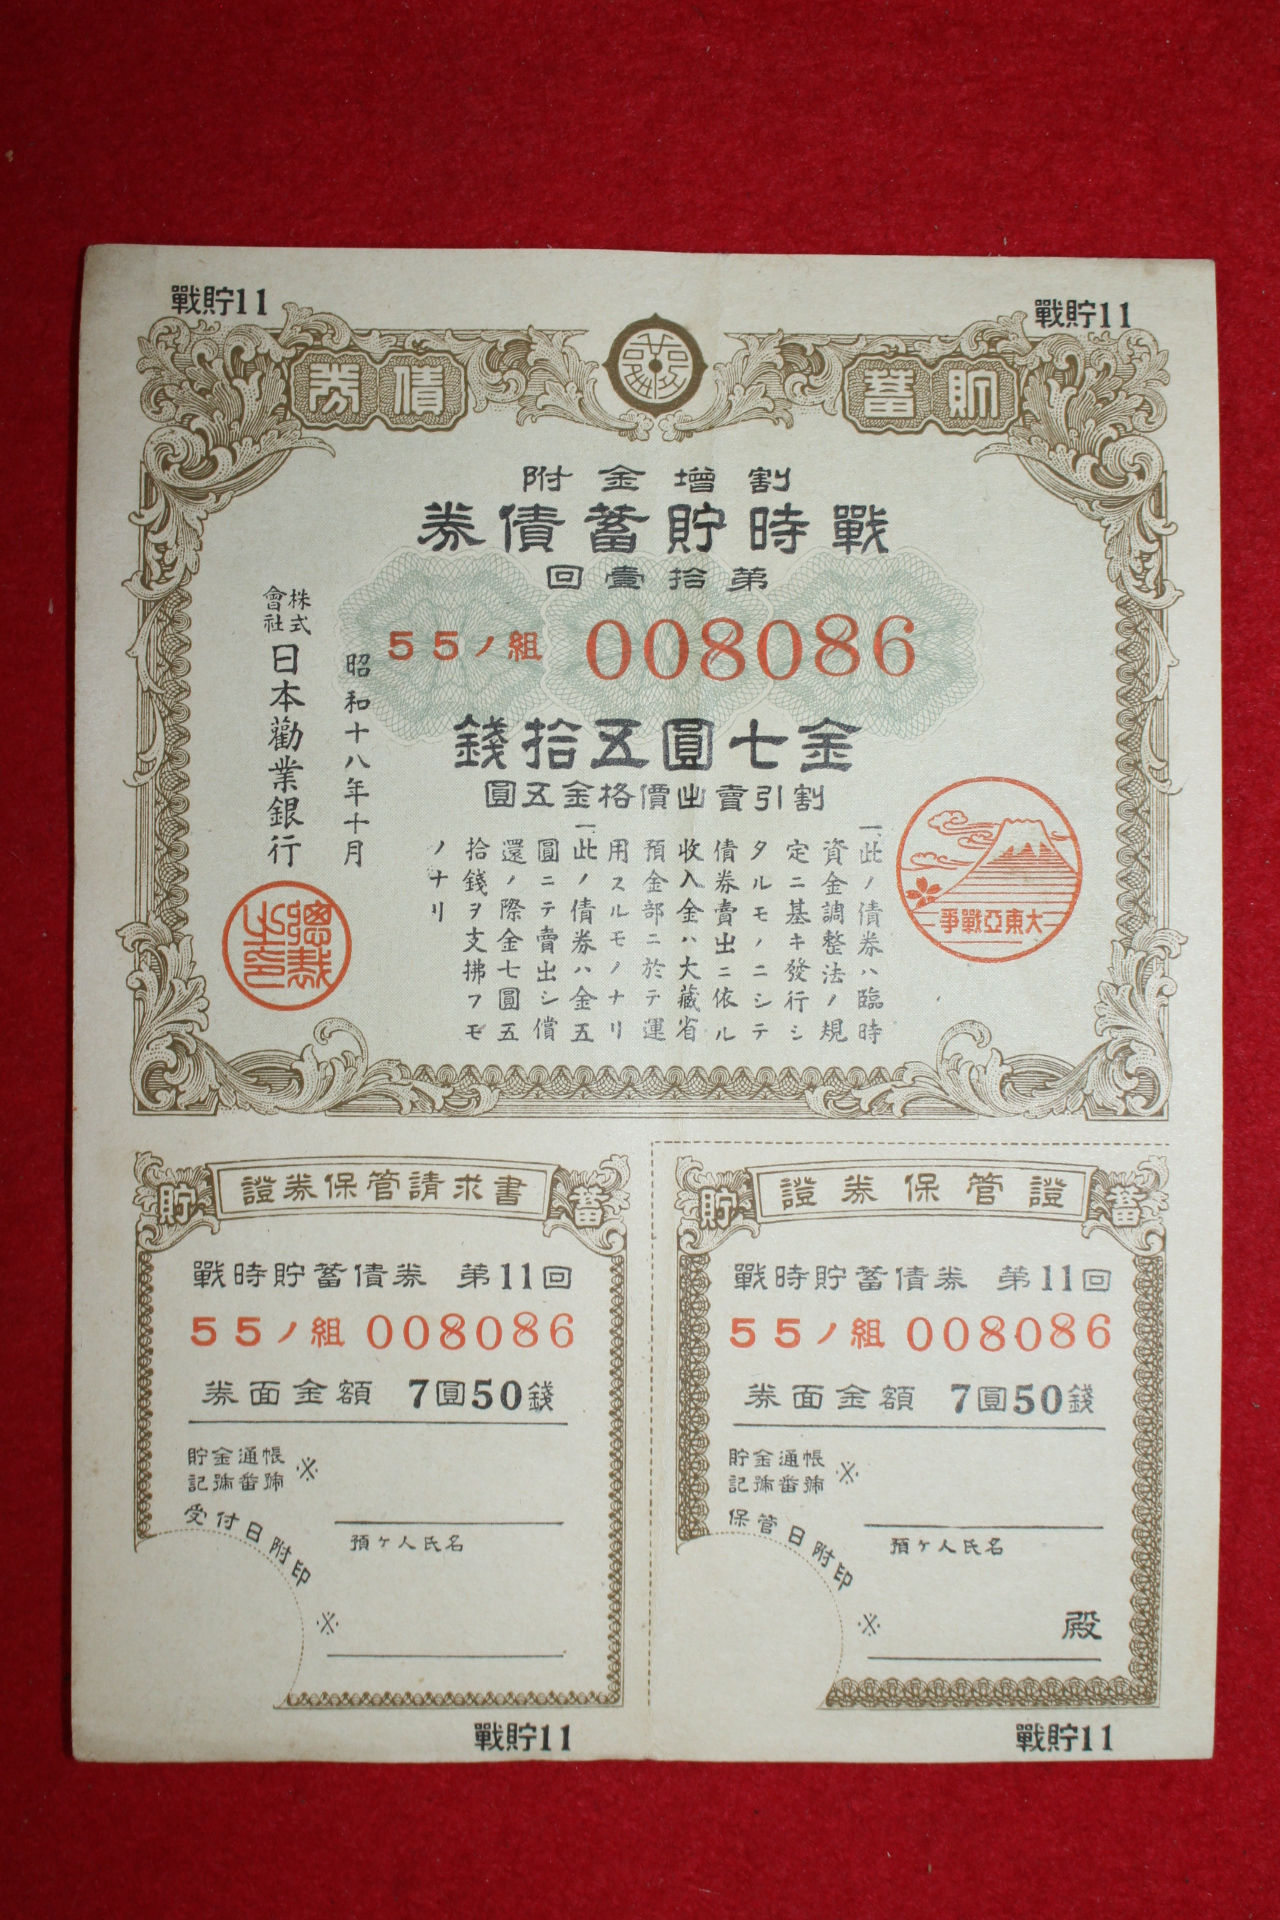 戰貯11
戰貯11
貯蓄債券
割增金附
戰時貯蓄債券
第拾壹回
55ノ組 008086
金七圓五拾錢
割引賣出價格金五圓
一、此ノ債券ハ臨時
資金調整法ノ規
定ニ基キ發行シ
タルモノニシテ
債券賣出ニ依ル
收入金ハ大藏省
預金部ニ於テ運
用スルモノナリ
一、此ノ債券ハ金五
圓ニテ賣出シ償
還ノ際金七圓五
拾錢ヲ支拂フモ
ノナリ
昭和十八年十月
株式會社日本勸業銀行
總裁之印
大東亞戰爭
證券保管請求書
貯蓄
戰時貯蓄債券 第11回
55ノ組 008086
券面金額 7圓50錢
貯金通帳
記號番號
※
受付日附印
預ケ人氏名
※
戰貯11
證券保管證
貯蓄
戰時貯蓄債券 第11回
55ノ組 008086
券面金額 7圓50錢
貯金通帳
記號番號
※
保管日附印
預ケ人氏名
※
殿
戰貯11